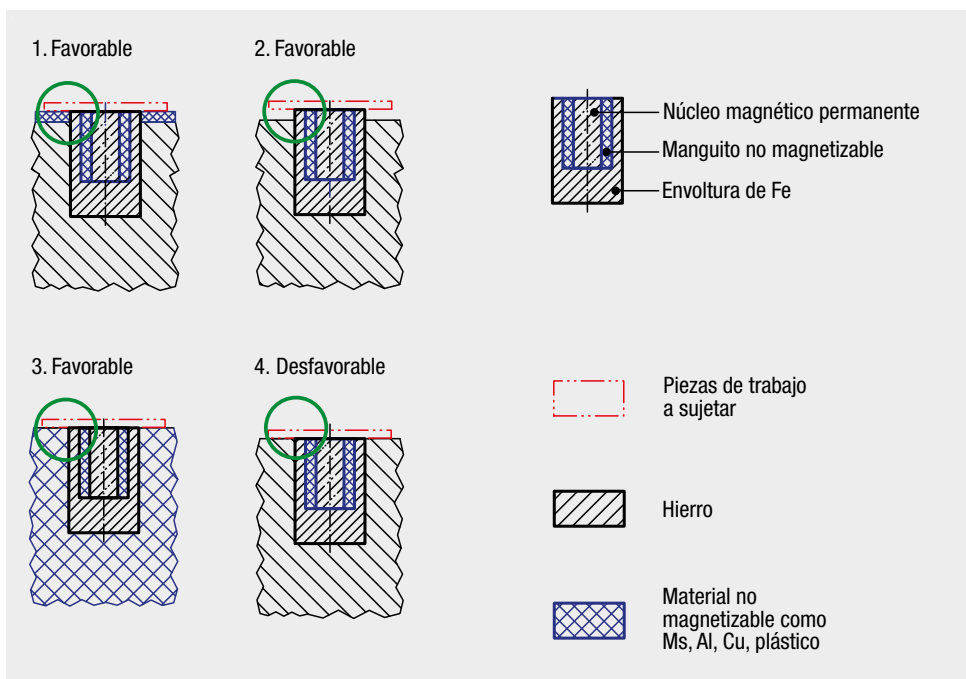 1. Favorable
2. Favorable
Núcleo magnético permanente
Manguito no magnetizable
Envoltura de Fe
3. Favorable
4. Desfavorable
Piezas de trabajo
a sujetar
Hierro
Material no
magnetizable como
Ms, Al, Cu, plástico